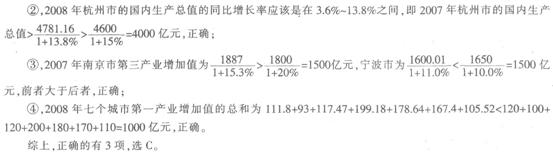 ②,2008 年杭州市的国内生产总值的同比增长率应该是在 3.6%~13.8%之间,即 2007 年杭州市的国内生产
总值>4781.16/1+13.8%>4600/1+15%=4000 亿元,正确;
③,2007 年南京市第三产业增加值为1887/1+15.3%>1800/1+20%=1500亿元,宁波市为1600.01/1+11.0%<1650/1+10.0%=1500 亿
元,前者大于后者,正确;
④,2008 年七个城市第一产业增加值的总和为 111.8+93+117.47+199.18+178.64+167.4+105.52<120+100+
120+200+180+170+110=1000 亿元,正确。
综上,正确的有 3 项,选 C。